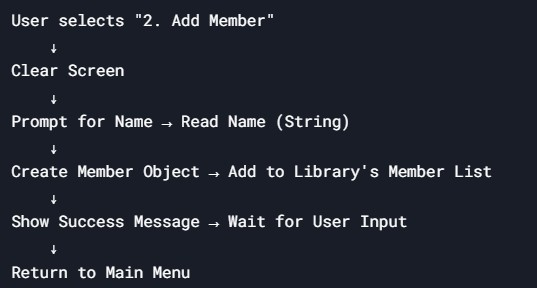 User selects "2. Add Member"
↓
Clear Screen
↓
Prompt for Name → Read Name (String)
↓
Create Member Object → Add to Library's Member List
↓
Show Success Message → Wait for User Input
↓
Return to Main Menu